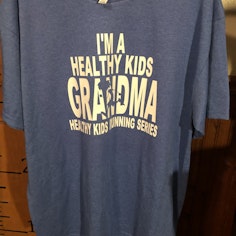 I'M A
HEALTHY KIDS
GRANDMA
HEALTHY KIDS RUNNING SERIES